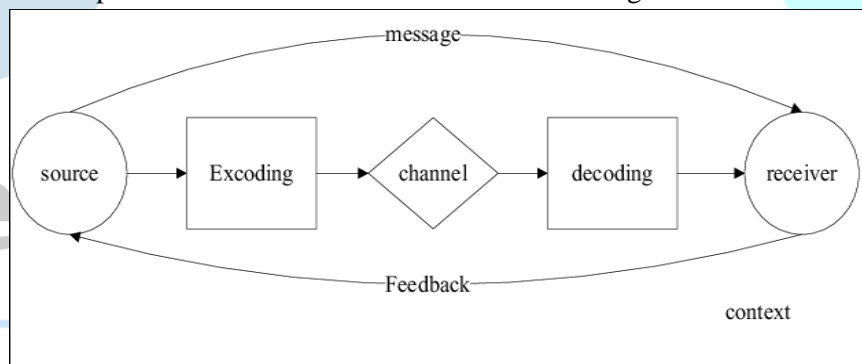 message
source
Excoding
channel
decoding
receiver
Feedback
context